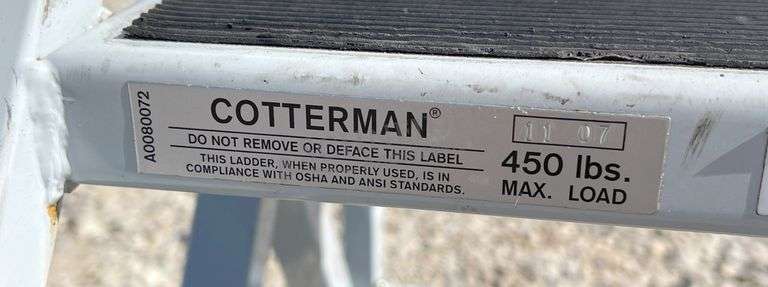 A0080072
COTTERMAN®
DO NOT REMOVE OR DEFACE THIS LABEL
THIS LADDER, WHEN PROPERLY USED, IS IN
COMPLIANCE WITH OSHA AND ANSI STANDARDS.
11 07
450 lbs.
MAX. LOAD